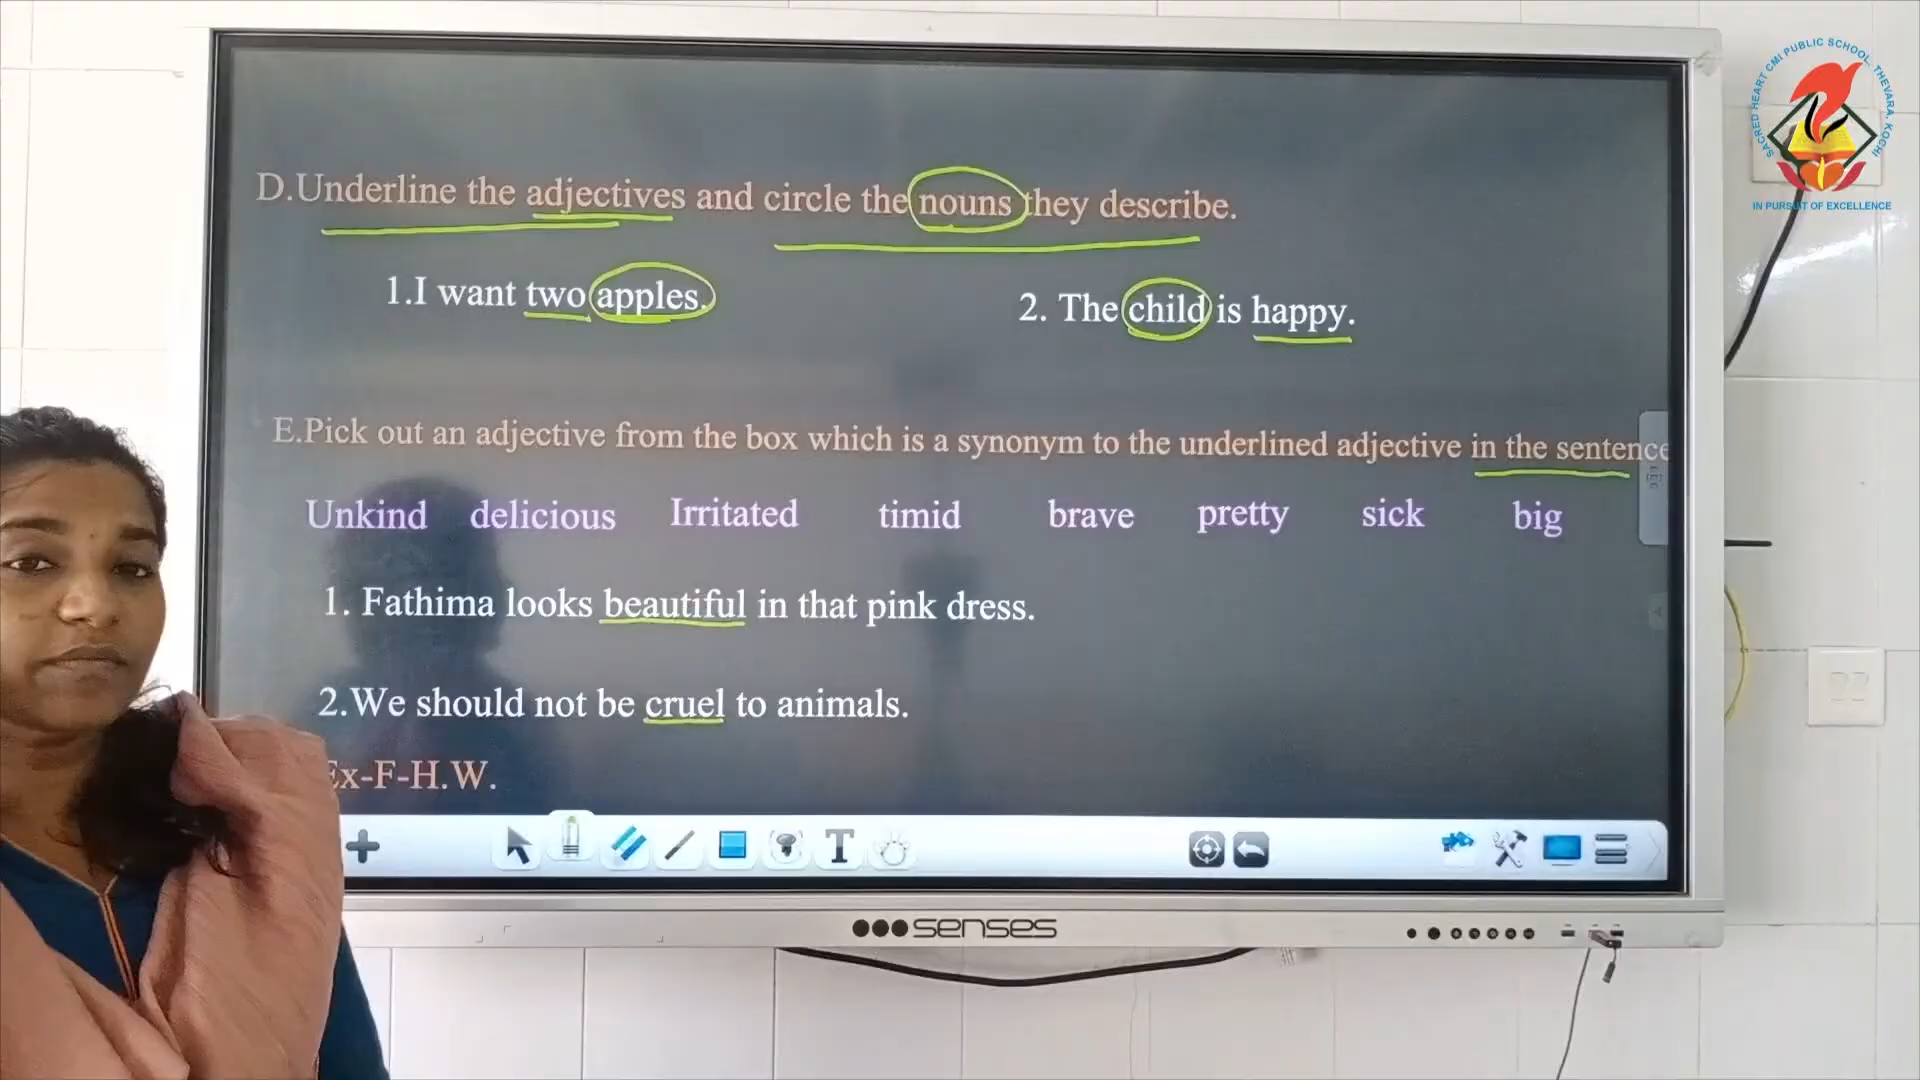 D.Underline the adjectives and circle the nouns they describe.
1.I want two apples.
2. The child is happy.
E.Pick out an adjective from the box which is a synonym to the underlined adjective in the sentence
Unkind delicious Irritated timid brave pretty sick big
1. Fathima looks beautiful in that pink dress.
2.We should not be cruel to animals.
Ex-F-H.W.
T
senses
SACRED HEART CMI PUBLIC SCHOOL, THEVARA, KOCHI
IN PURSUIT OF EXCELLENCE